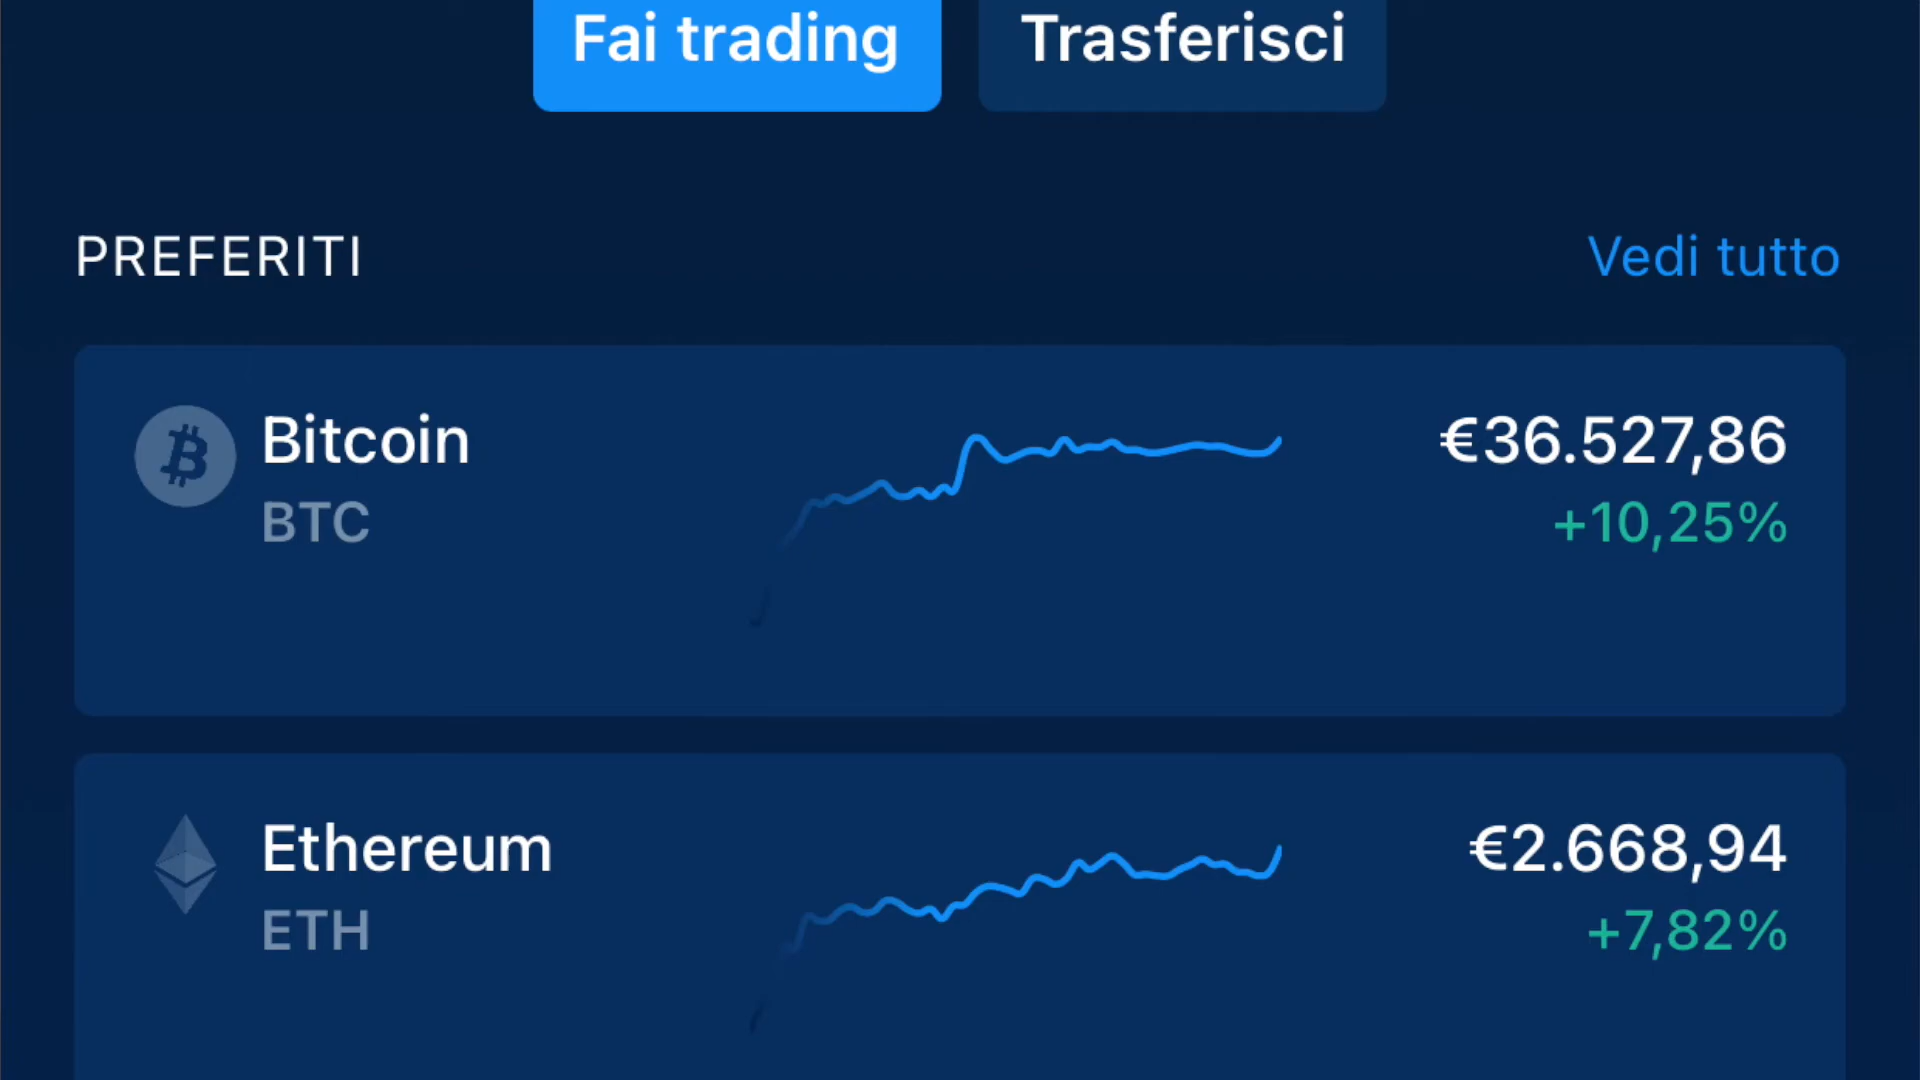 Fai trading
Trasferisci
PREFERITI
Vedi tutto
Bitcoin
€36.527,86
BTC
+10,25%
Ethereum
€2.668,94
ETH
+7,82%